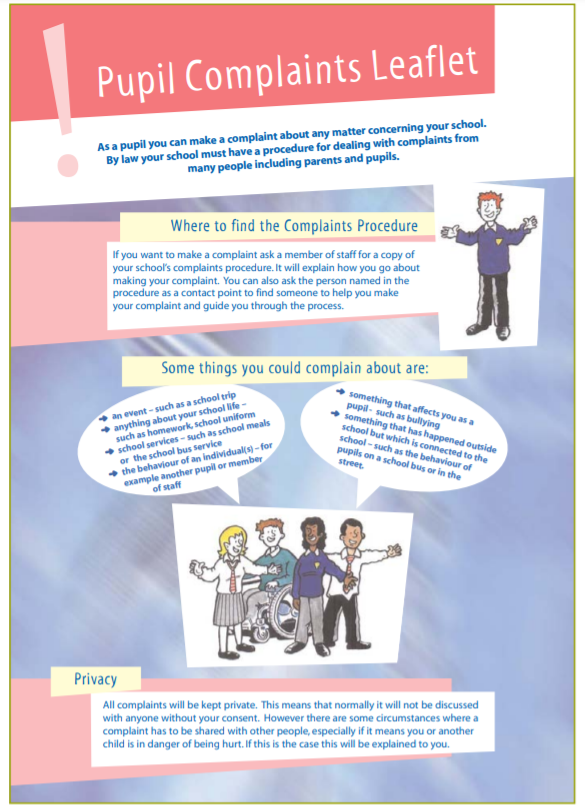 !
Pupil Complaints Leaflet
As a pupil you can make a complaint about any matter concerning your school.
By law your school must have a procedure for dealing with complaints from
many people including parents and pupils.
Where to find the Complaints Procedure
If you want to make a complaint ask a member of staff for a copy of
your school's complaints procedure. It will explain how you go about
making your complaint. You can also ask the person named in the
procedure as a contact point to find someone to help you make
your complaint and guide you through the process.
Some things you could complain about are:
➔ an event – such as a school trip
➔ anything about your school life –
such as homework, school uniform
➔ school services – such as school meals
or the school bus service
➔ the behaviour of an individual(s) – for
example another pupil or member
of staff
➔ something that affects you as a
pupil - such as bullying
➔ something that has happened outside
school but which is connected to the
school – such as the behaviour of
pupils on a school bus or in the
street.
Privacy
All complaints will be kept private. This means that normally it will not be discussed
with anyone without your consent. However there are some circumstances where a
complaint has to be shared with other people, especially if it means you or another
child is in danger of being hurt. If this is the case this will be explained to you.